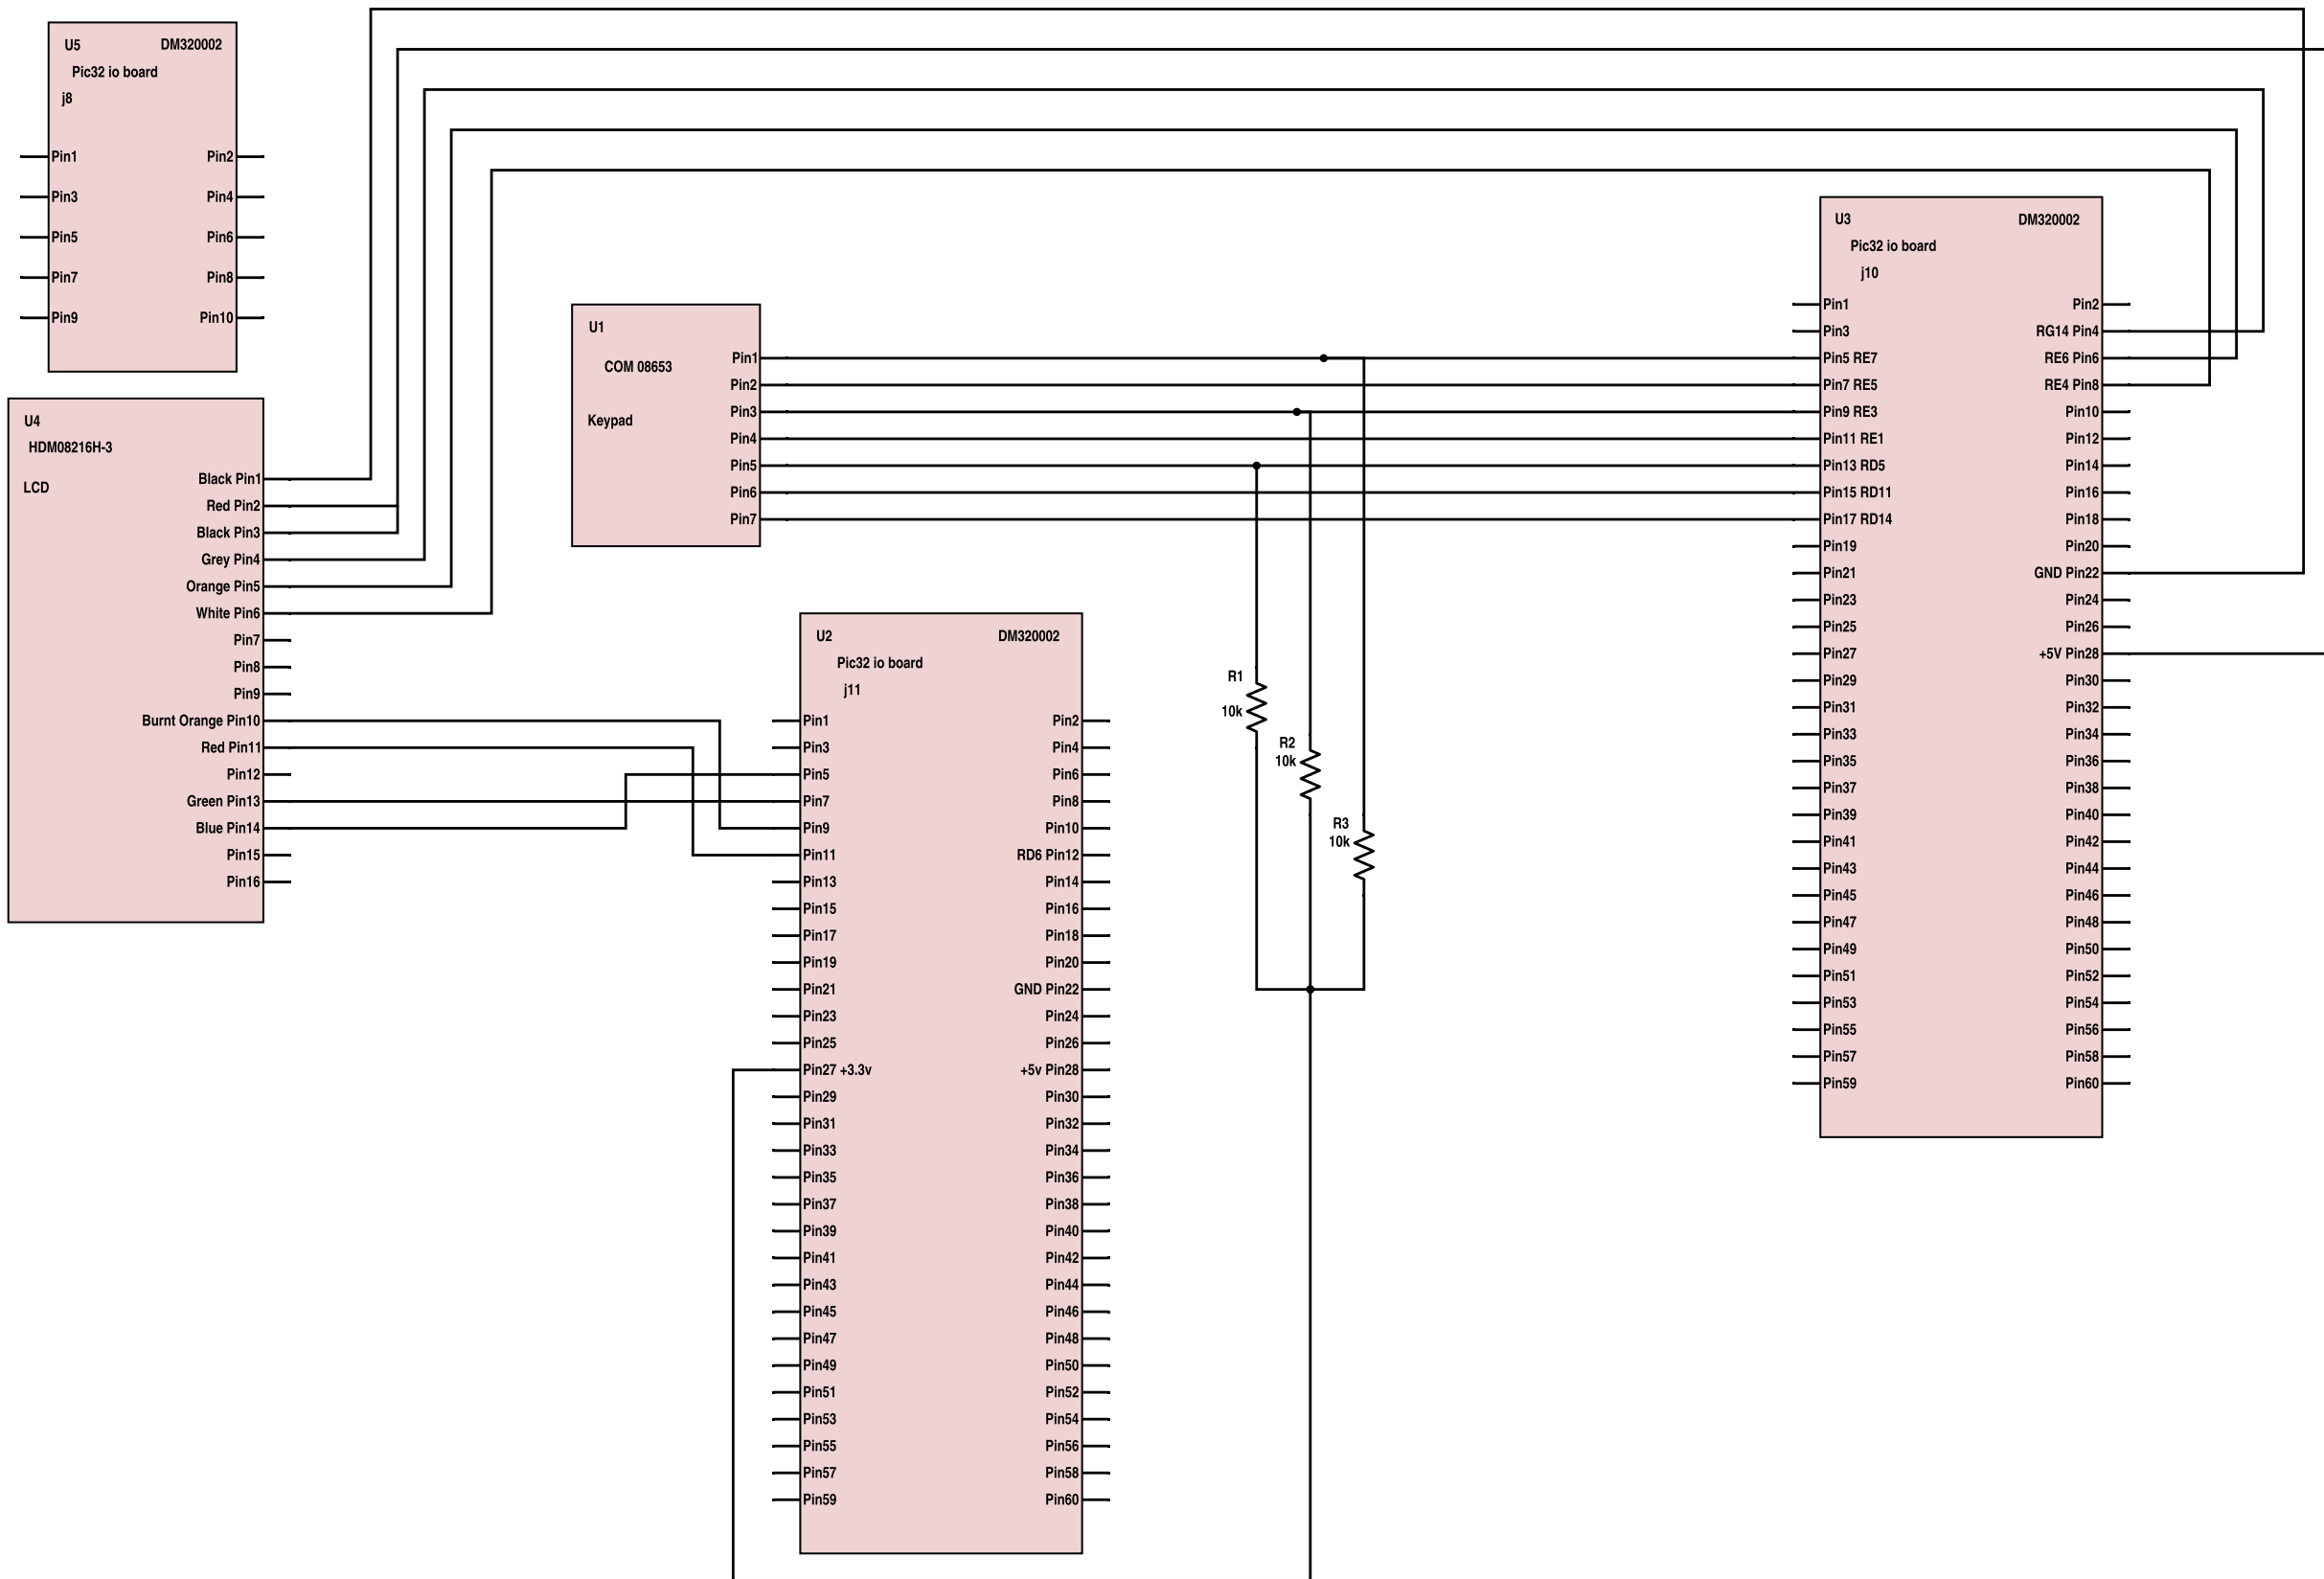 U5 DM320002
Pic32 io board
j8
Pin1 Pin2
Pin3 Pin4
Pin5 Pin6
Pin7 Pin8
Pin9 Pin10
U4
HDM08216H-3
LCD
Black Pin1
Red Pin2
Black Pin3
Grey Pin4
Orange Pin5
White Pin6
Pin7
Pin8
Pin9
Burnt Orange Pin10
Red Pin11
Pin12
Green Pin13
Blue Pin14
Pin15
Pin16
U1
COM 08653
Keypad
Pin1
Pin2
Pin3
Pin4
Pin5
Pin6
Pin7
U2 DM320002
Pic32 io board
j11
Pin1 Pin2
Pin3 Pin4
Pin5 Pin6
Pin7 Pin8
Pin9 Pin10
Pin11 RD6 Pin12
Pin13 Pin14
Pin15 Pin16
Pin17 Pin18
Pin19 Pin20
Pin21 GND Pin22
Pin23 Pin24
Pin25 Pin26
Pin27 +3.3v +5v Pin28
Pin29 Pin30
Pin31 Pin32
Pin33 Pin34
Pin35 Pin36
Pin37 Pin38
Pin39 Pin40
Pin41 Pin42
Pin43 Pin44
Pin45 Pin46
Pin47 Pin48
Pin49 Pin50
Pin51 Pin52
Pin53 Pin54
Pin55 Pin56
Pin57 Pin58
Pin59 Pin60
R1
10k
R2
10k
R3
10k
U3 DM320002
Pic32 io board
j10
Pin1 Pin2
Pin3 RG14 Pin4
Pin5 RE7 RE6 Pin6
Pin7 RE5 RE4 Pin8
Pin9 RE3 Pin10
Pin11 RE1 Pin12
Pin13 RD5 Pin14
Pin15 RD11 Pin16
Pin17 RD14 Pin18
Pin19 Pin20
Pin21 GND Pin22
Pin23 Pin24
Pin25 Pin26
Pin27 +5V Pin28
Pin29 Pin30
Pin31 Pin32
Pin33 Pin34
Pin35 Pin36
Pin37 Pin38
Pin39 Pin40
Pin41 Pin42
Pin43 Pin44
Pin45 Pin46
Pin47 Pin48
Pin49 Pin50
Pin51 Pin52
Pin53 Pin54
Pin55 Pin56
Pin57 Pin58
Pin59 Pin60